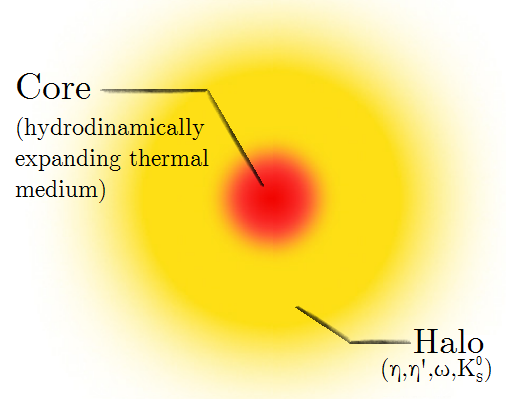 Core
(hydrodinamically
expanding thermal
medium)
Halo
(η,η',ω,K⁰ₛ)